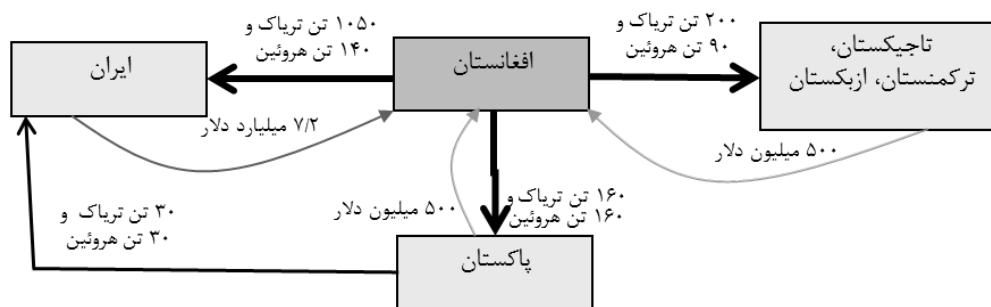 ۱۰۵۰ تن تریاک و
۱۴۰ تن هروئین
۲۰۰ تن تریاک و
۹۰ تن هروئین
تاجیکستان،
ترکمنستان، ازبکستان
افغانستان
ایران
۷/۲ میلیارد دلار
۵۰۰ میلیون دلار
۱۶۰ تن تریاک و
۱۶۰ تن هروئین
۵۰۰ میلیون دلار
۳۰ تن تریاک و
۳۰ تن هروئین
پاکستان